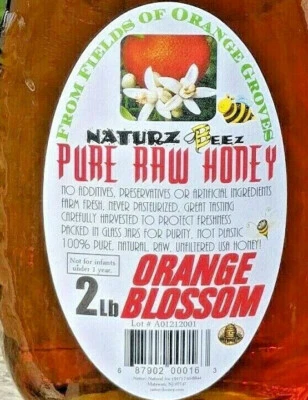 FROM FIELDS OF ORANGE GROVES
NATURZ BEEZ
PURE RAW HONEY
NO ADDITIVES, PRESERVATIVES OR ARTIFICIAL INGREDIENTS
FARM FRESH, NEVER PASTEURIZED, GREAT TASTING
CAREFULLY HARVESTED TO PROTECT FRESHNESS
PACKED IN GLASS JARS FOR PURITY, NOT PLASTIC
100% PURE, NATURAL, RAW, UNFILTERED USA HONEY!
Not for infants
under 1 year.
ORANGE
2 Lb BLOSSOM
Lot # A01212001
6 87902 00016 3